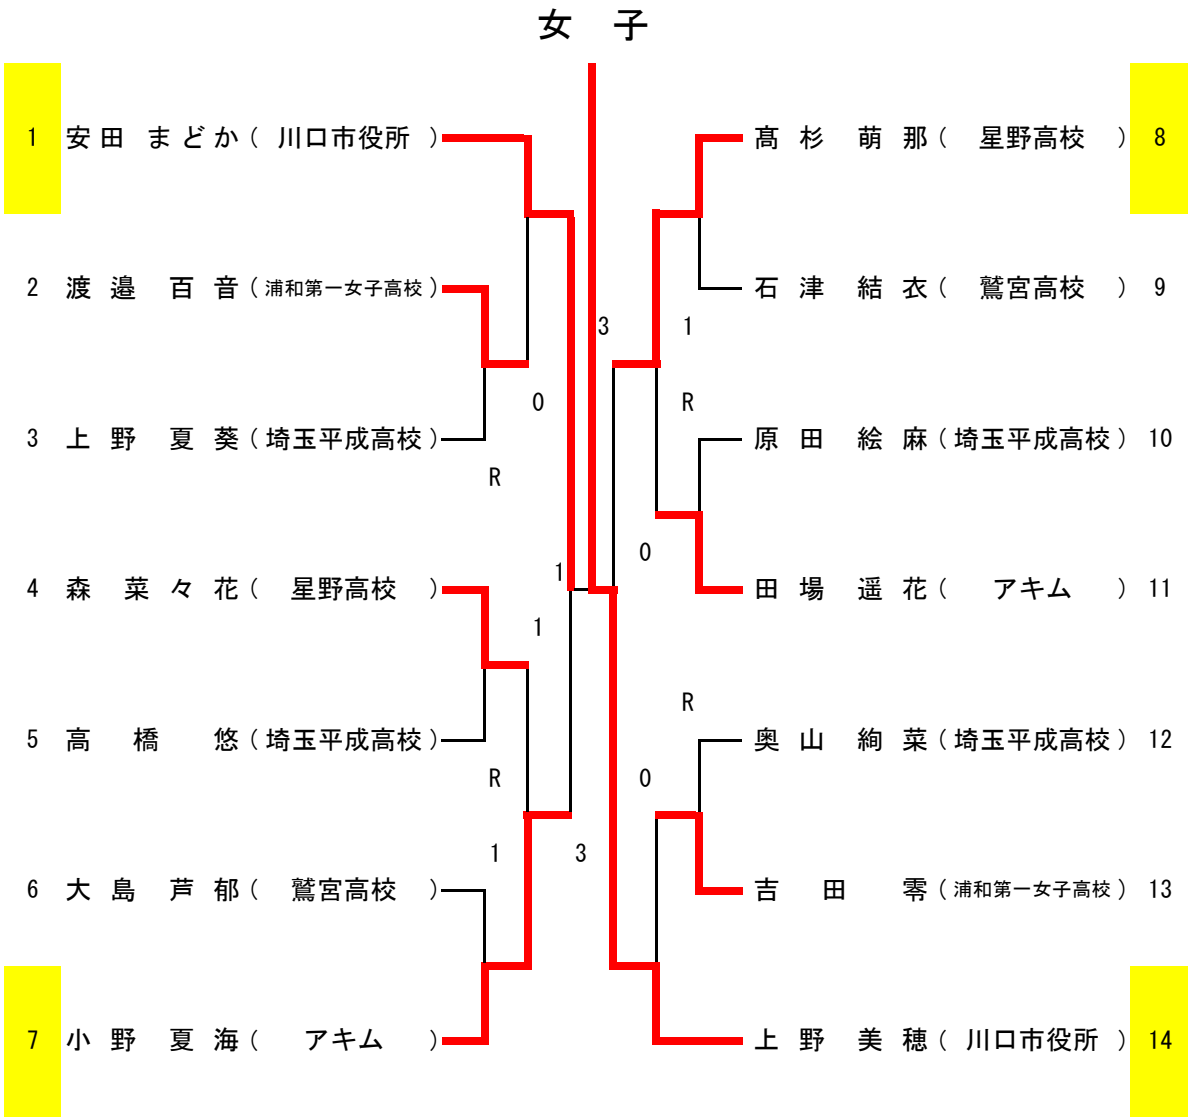 女 子
1 安田 まどか ( 川口市役所 ) 髙杉 萌那 ( 星野高校 ) 8
2 渡邉 百音 ( 浦和第一女子高校 ) 石津 結衣 ( 鷲宮高校 ) 9
3 1
0 R
3 上野 夏葵 ( 埼玉平成高校 ) 原田 絵麻 ( 埼玉平成高校 ) 10
R
0
1
4 森 菜々花 ( 星野高校 ) 田場 遥花 ( アキム ) 11
1
R
5 高橋 悠 ( 埼玉平成高校 ) 奥山 絢菜 ( 埼玉平成高校 ) 12
R 0
1 3
6 大島 芦郁 ( 鷲宮高校 ) 吉田 零 ( 浦和第一女子高校 ) 13
7 小野 夏海 ( アキム ) 上野 美穂 ( 川口市役所 ) 14